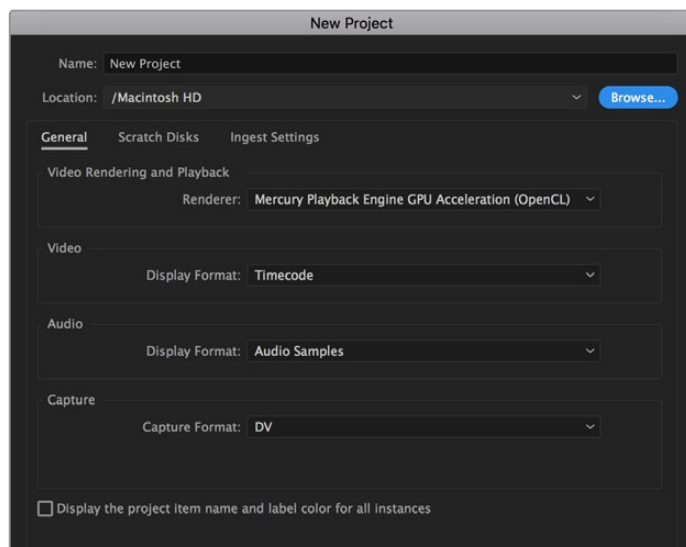 New Project
Name: New Project
Location: /Macintosh HD Browse...
General Scratch Disks Ingest Settings
Video Rendering and Playback
Renderer: Mercury Playback Engine GPU Acceleration (OpenCL)
Video
Display Format: Timecode
Audio
Display Format: Audio Samples
Capture
Capture Format: DV
Display the project item name and label color for all instances